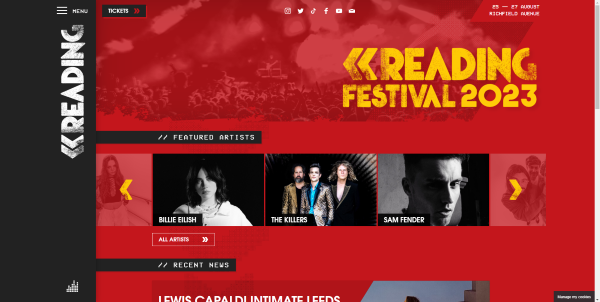 MENU
TICKETS
25 — 27 AUGUST
RICHFIELD AVENUE
READING
READING
FESTIVAL 2023
// FEATURED ARTISTS
BILLIE EILISH
THE KILLERS
SAM FENDER
ALL ARTISTS
// RECENT NEWS
LEWIS CAPALDI INTIMATE LEEDS
Manage my cookies